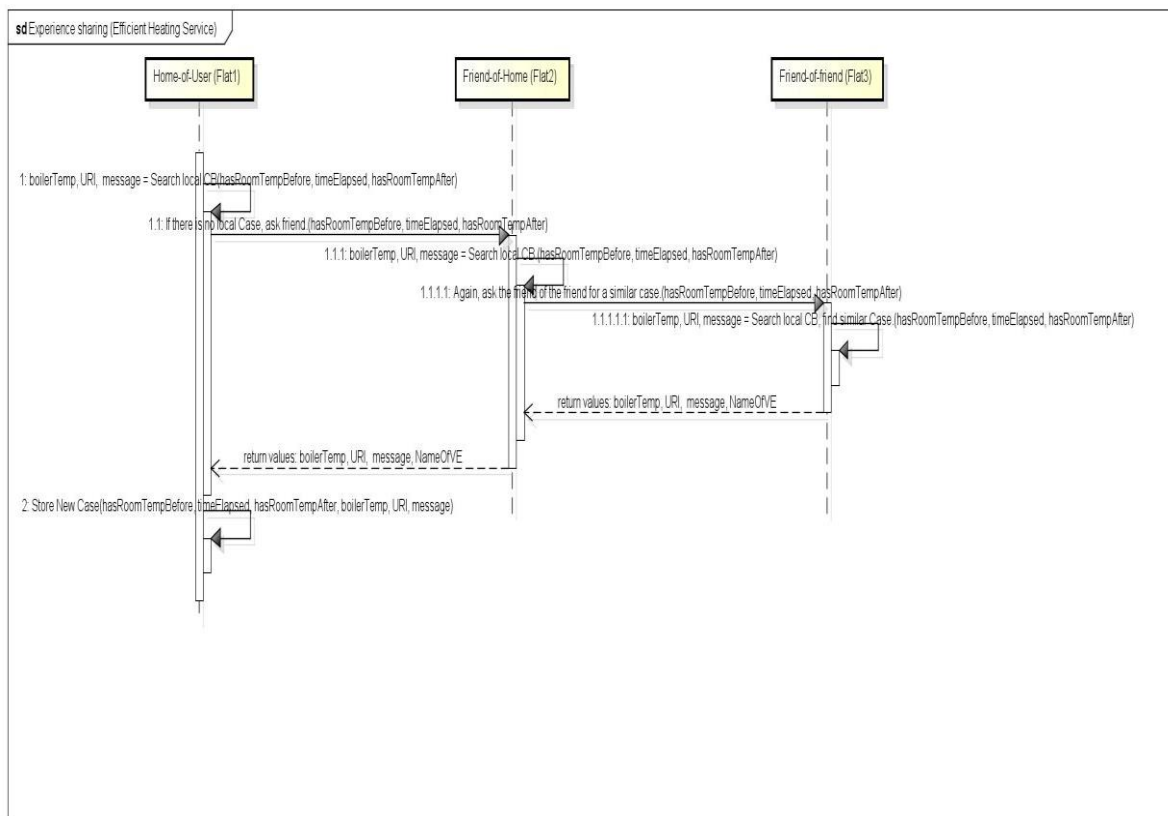 sd Experience sharing (Efficient Heating Service)
Home-of-User (Flat1)
Friend-of-Home (Flat2)
Friend-of-friend (Flat3)
1: boilerTemp, URI, message = Search local CB(hasRoomTempBefore, timeElapsed, hasRoomTempAfter)
1.1: If there is no local Case, ask friend.(hasRoomTempBefore, timeElapsed, hasRoomTempAfter)
1.1.1: boilerTemp, URI, message = Search local CB.(hasRoomTempBefore, timeElapsed, hasRoomTempAfter)
1.1.1.1: Again, ask the friend of the friend for a similar case.(hasRoomTempBefore, timeElapsed, hasRoomTempAfter)
1.1.1.1.1: boilerTemp, URI, message = Search local CB, find similar Case.(hasRoomTempBefore, timeElapsed, hasRoomTempAfter)
return values: boilerTemp, URI, message, NameOfVE
return values: boilerTemp, URI, message, NameOfVE
2: Store New Case(hasRoomTempBefore, timeElapsed, hasRoomTempAfter, boilerTemp, URI, message)